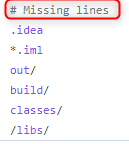 # Missing lines
.idea
*.iml
out/
build/
classes/
/libs/